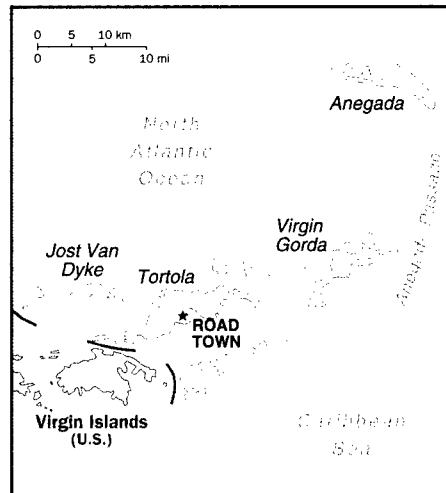 0 5 10 km
0 5 10 mi
Anegada
North
Atlantic
Ocean
Anegada Passage
Virgin
Gorda
Jost Van
Dyke
Tortola
ROAD
TOWN
Virgin Islands
(U.S.)
Caribbean
Sea